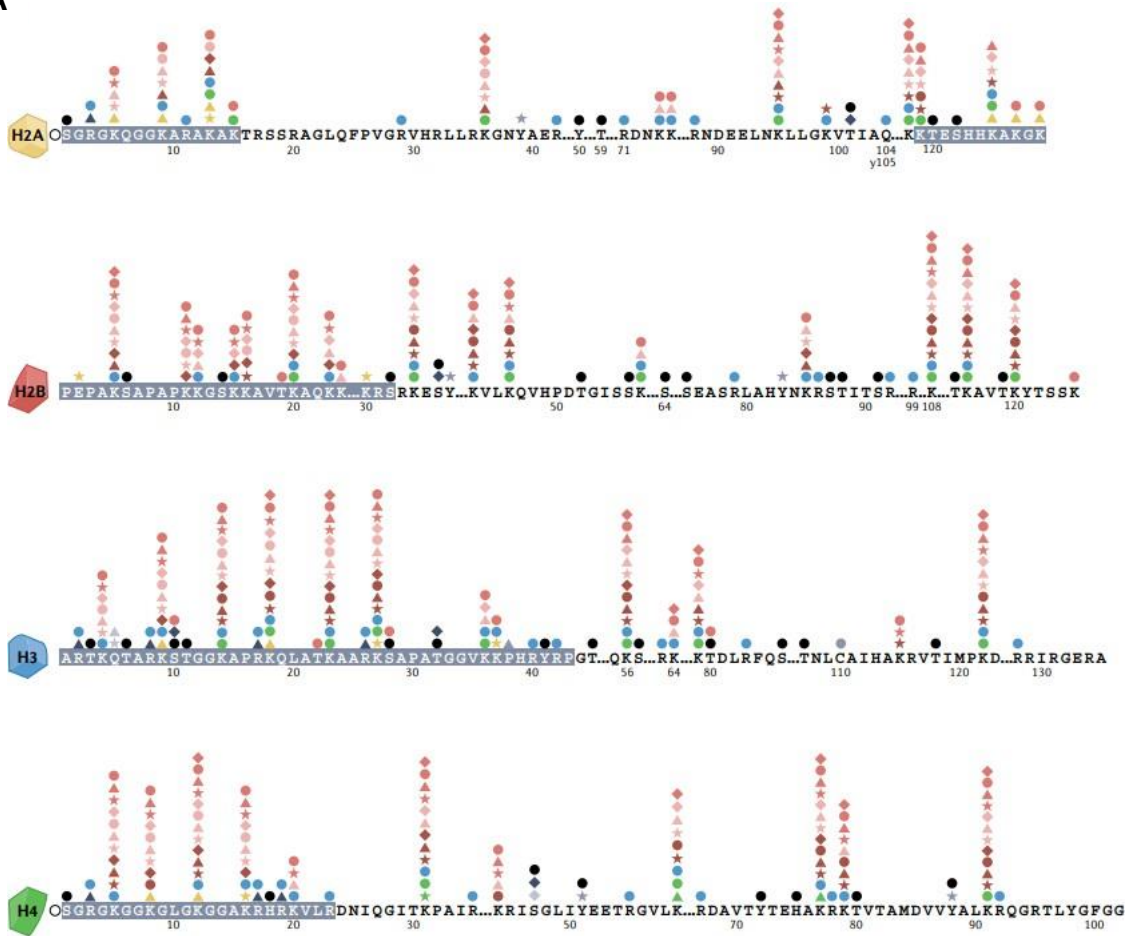 A
H2A SGRGKQGGKARAKAKTRSSRAGLQFPVGRVHRLLRKGNYAER...Y...T...RDNKK...RNDEELNKLLGKVTIAQ...KKTESHHKAKGK
10 20 30 40 50 59 71 90 100 104 120
y105
H2B PEPAKSAPAPKKGSKKAVTKAQKK...KRSRKESY...KVLKQVHPDTGISSK...S...SEASRLAHYNKRSTITSR...R...K...TKAVTKYTSSK
10 20 30 50 64 80 90 99 108 120
H3 ARTKQTARKSTGGKAPRKQLATKAARKSAPATGGVKKPHRYRPGT...QKS...RK...KTDLRFQS...TNLCAIHAKRVTIMPKD...RRIRGERA
10 20 30 40 56 64 80 110 120 130
H4 SGRGKGGKGLGKGGAKRHRKVLRDNIQGITKPAIR...KRISGLIYEETRGVLK...RDAVTYTEHAKRKTVTAMDVVYALKRQGRTLYGFGG
10 20 30 50 70 80 90 100